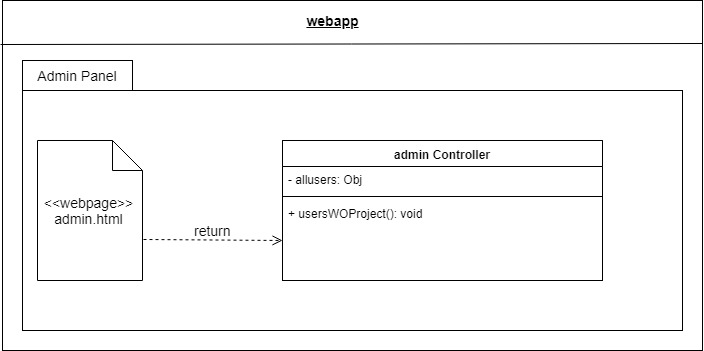 webapp
Admin Panel
admin Controller
- allusers: Obj
<<webpage>>
admin.html
+ usersWOProject(): void
return